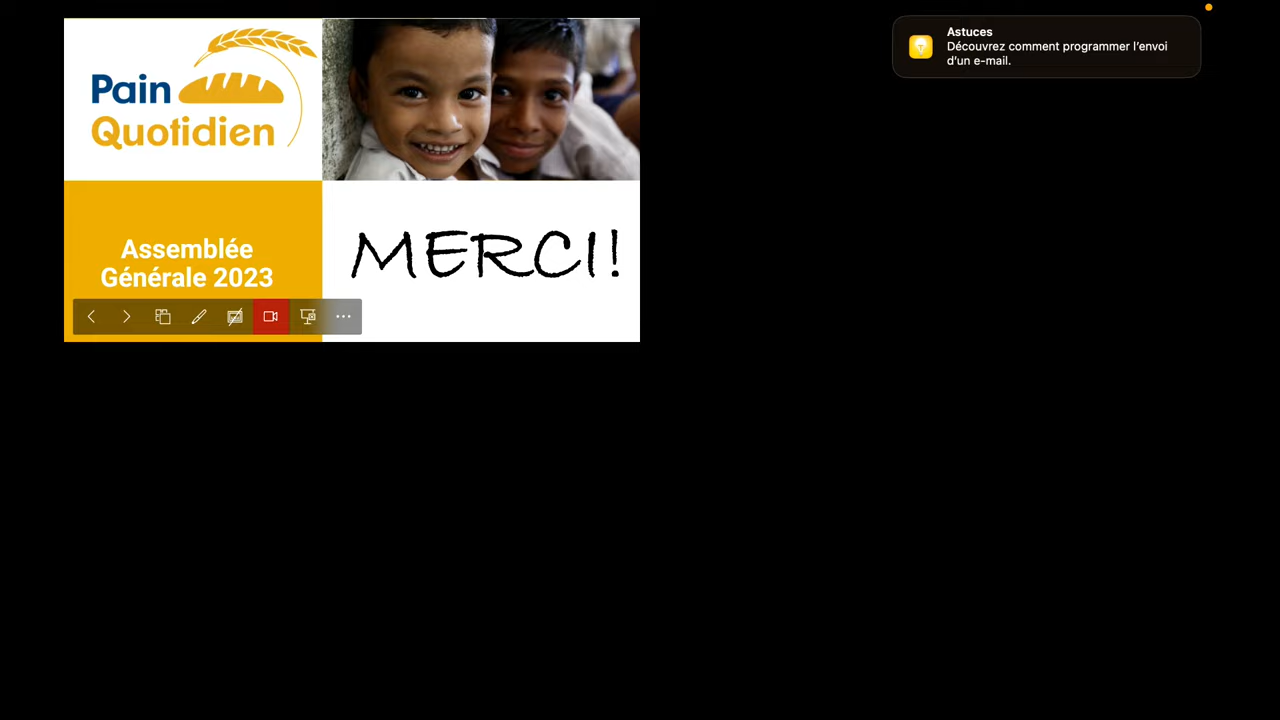 Pain
Quotidien
Assemblée
Générale 2023
MERCI!
Astuces
Découvrez comment programmer l'envoi
d'un e-mail.